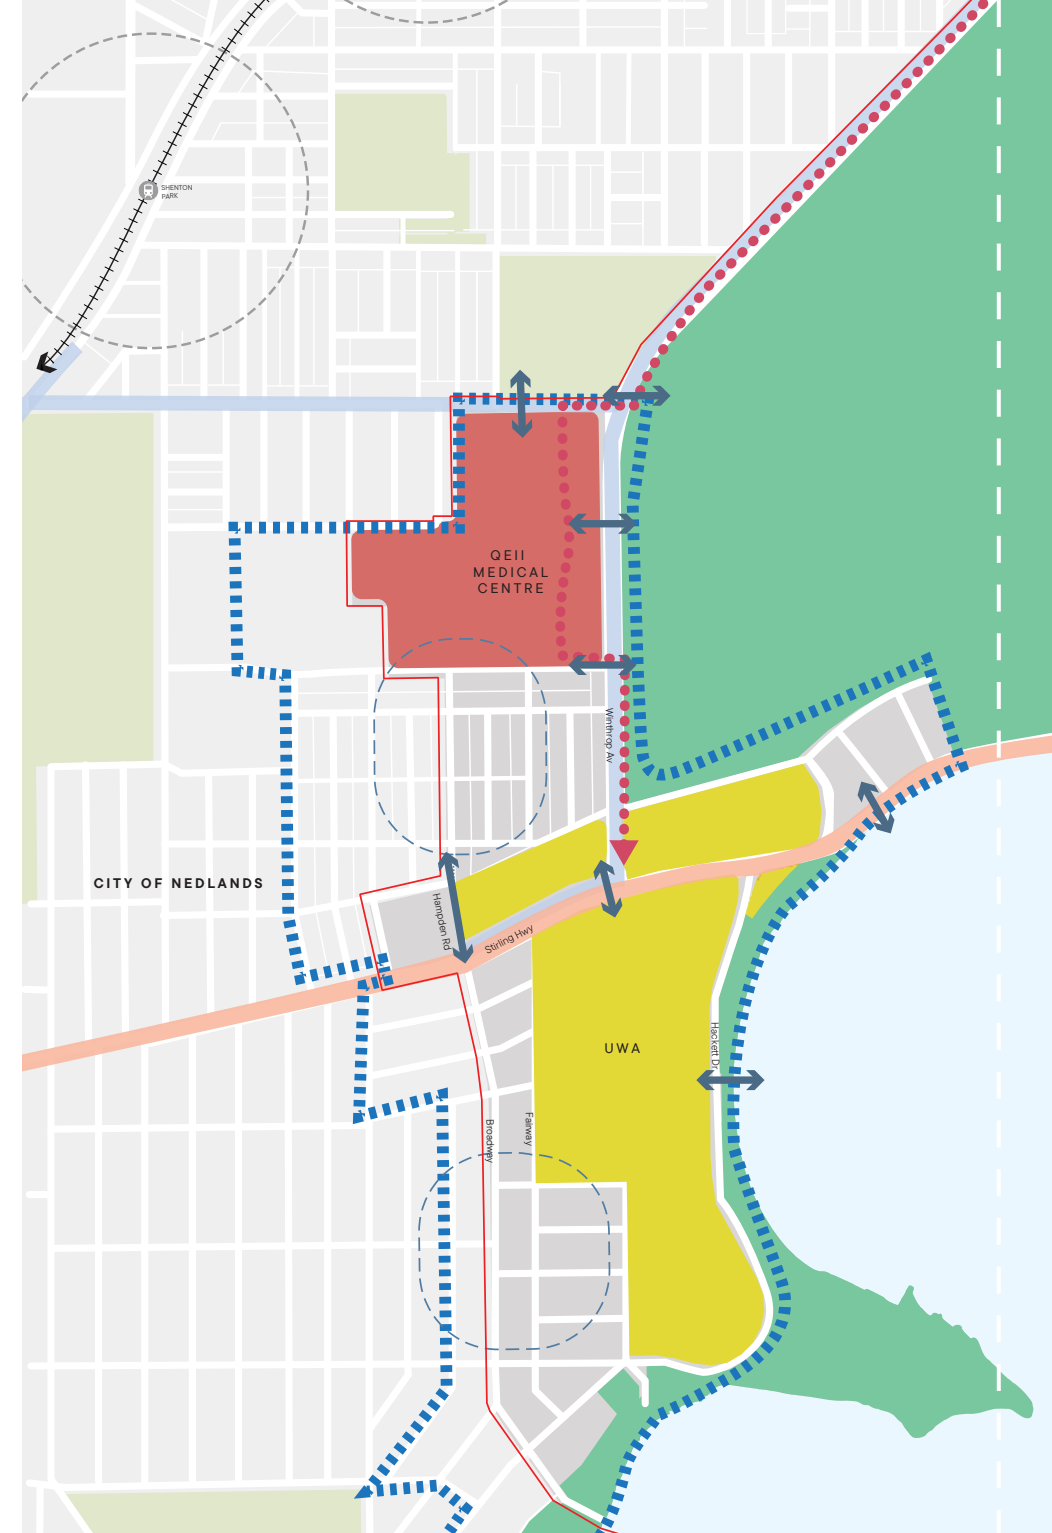 SHENTON
PARK
QEII
MEDICAL
CENTRE
Winthrop Av
CITY OF NEDLANDS
Hampden Rd
Stirling Hwy
UWA
Hackett Dr
Fairway
Broadway